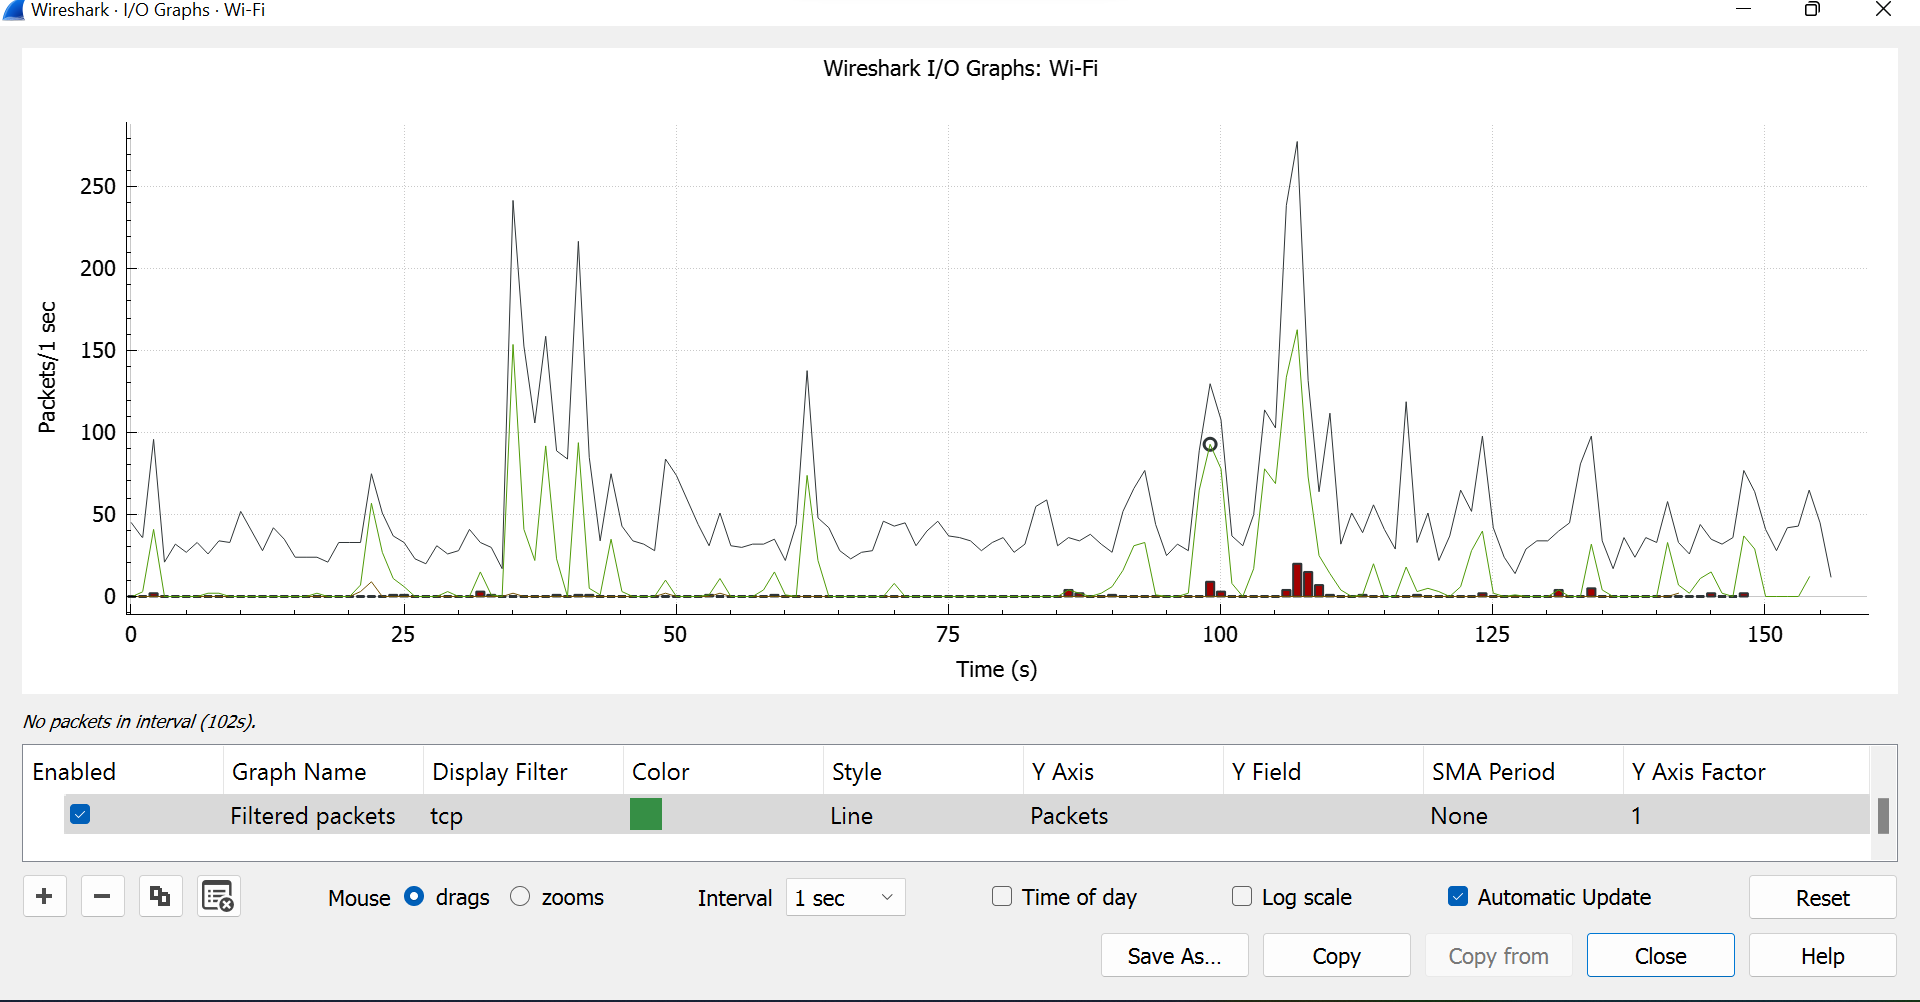 Wireshark · I/O Graphs · Wi-Fi
Wireshark I/O Graphs: Wi-Fi
250
200
150
100
50
0
Packets/1 sec
0 25 50 75 100 125 150
Time (s)
No packets in interval (102s).
Enabled Graph Name Display Filter Color Style Y Axis Y Field SMA Period Y Axis Factor
Filtered packets tcp Line Packets None 1
Mouse drags zooms Interval 1 sec Time of day Log scale Automatic Update Reset
Save As... Copy Copy from Close Help